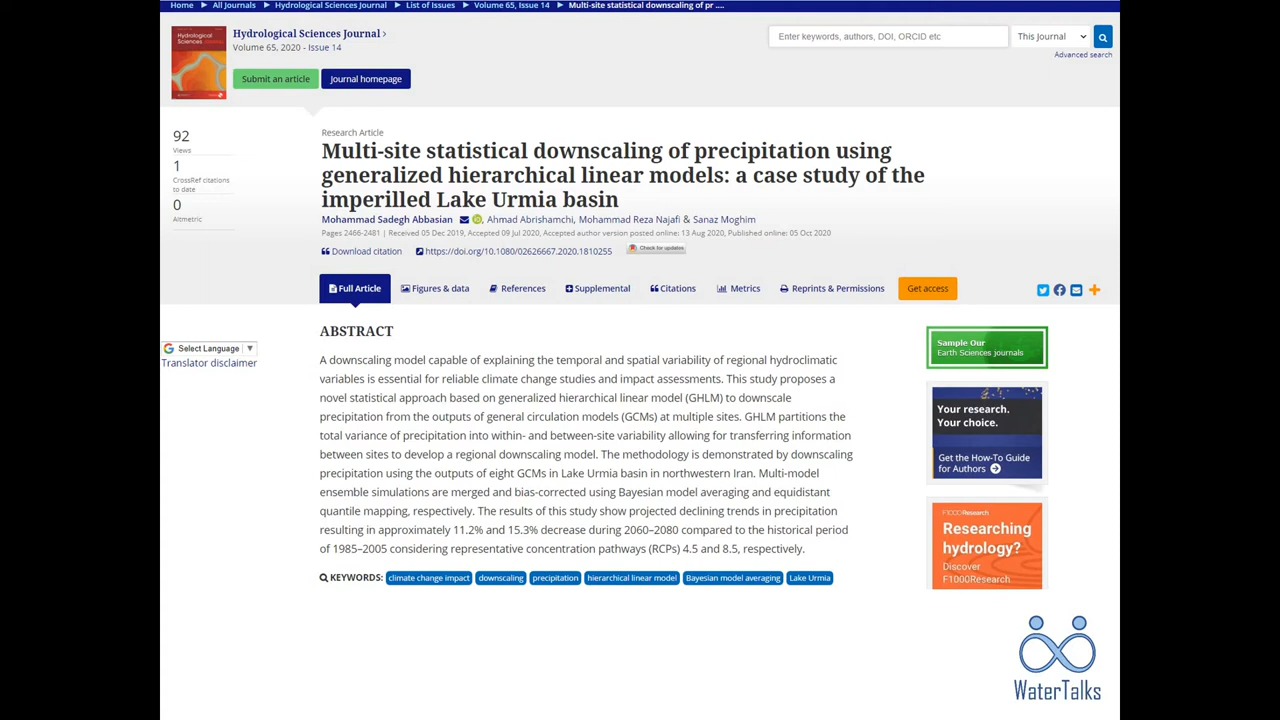 Home ▶ All Journals ▶ Hydrological Sciences Journal ▶ List of Issues ▶ Volume 65, Issue 14 ▶ Multi-site statistical downscaling of pr ....
Hydrological Sciences
Hydrological Sciences Journal ›
Volume 65, 2020 - Issue 14
Enter keywords, authors, DOI, ORCID etc
This Journal
Advanced search
Submit an article
Journal homepage
92
Views
1
CrossRef citations
to date
0
Altmetric
Research Article
Multi-site statistical downscaling of precipitation using
generalized hierarchical linear models: a case study of the
imperilled Lake Urmia basin
Mohammad Sadegh Abbasian, Ahmad Abrishamchi, Mohammad Reza Najafi & Sanaz Moghim
Pages 2466-2481 | Received 05 Dec 2019, Accepted 09 Jul 2020, Accepted author version posted online: 13 Aug 2020, Published online: 05 Oct 2020
Download citation https://doi.org/10.1080/02626667.2020.1810255 Check for updates
Full Article Figures & data References Supplemental Citations Metrics Reprints & Permissions Get access
Select Language ▼
Translator disclaimer
ABSTRACT
A downscaling model capable of explaining the temporal and spatial variability of regional hydroclimatic
variables is essential for reliable climate change studies and impact assessments. This study proposes a
novel statistical approach based on generalized hierarchical linear model (GHLM) to downscale
precipitation from the outputs of general circulation models (GCMs) at multiple sites. GHLM partitions the
total variance of precipitation into within- and between-site variability allowing for transferring information
between sites to develop a regional downscaling model. The methodology is demonstrated by downscaling
precipitation using the outputs of eight GCMs in Lake Urmia basin in northwestern Iran. Multi-model
ensemble simulations are merged and bias-corrected using Bayesian model averaging and equidistant
quantile mapping, respectively. The results of this study show projected declining trends in precipitation
resulting in approximately 11.2% and 15.3% decrease during 2060–2080 compared to the historical period
of 1985–2005 considering representative concentration pathways (RCPs) 4.5 and 8.5, respectively.
KEYWORDS: climate change impact downscaling precipitation hierarchical linear model Bayesian model averaging Lake Urmia
Sample Our
Earth Sciences journals
Your research.
Your choice.
Get the How-To Guide
for Authors
F1000Research
Researching
hydrology?
Discover
F1000Research
WaterTalks